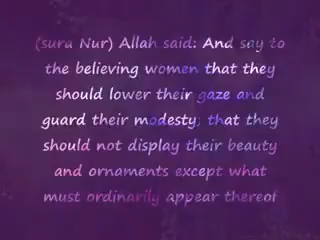 (sura Nur) Allah said: And say to
the believing women that they
should lower their gaze and
guard their modesty; that they
should not display their beauty
and ornaments except what
must ordinarily appear thereof